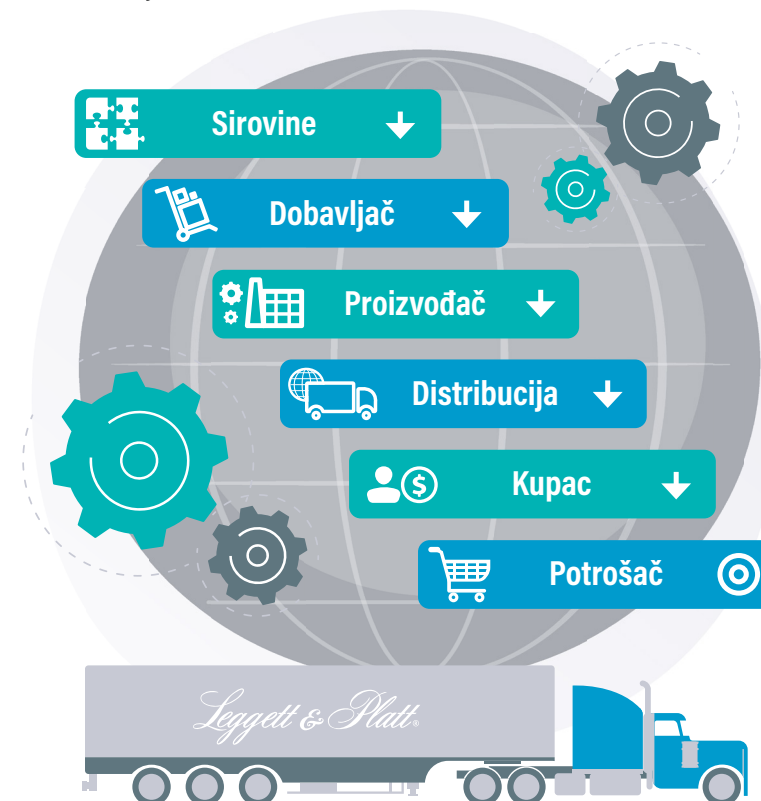 Sirovine
Dobavljač
Proizvođač
Distribucija
Kupac
Potrošač
Leggett & Platt®